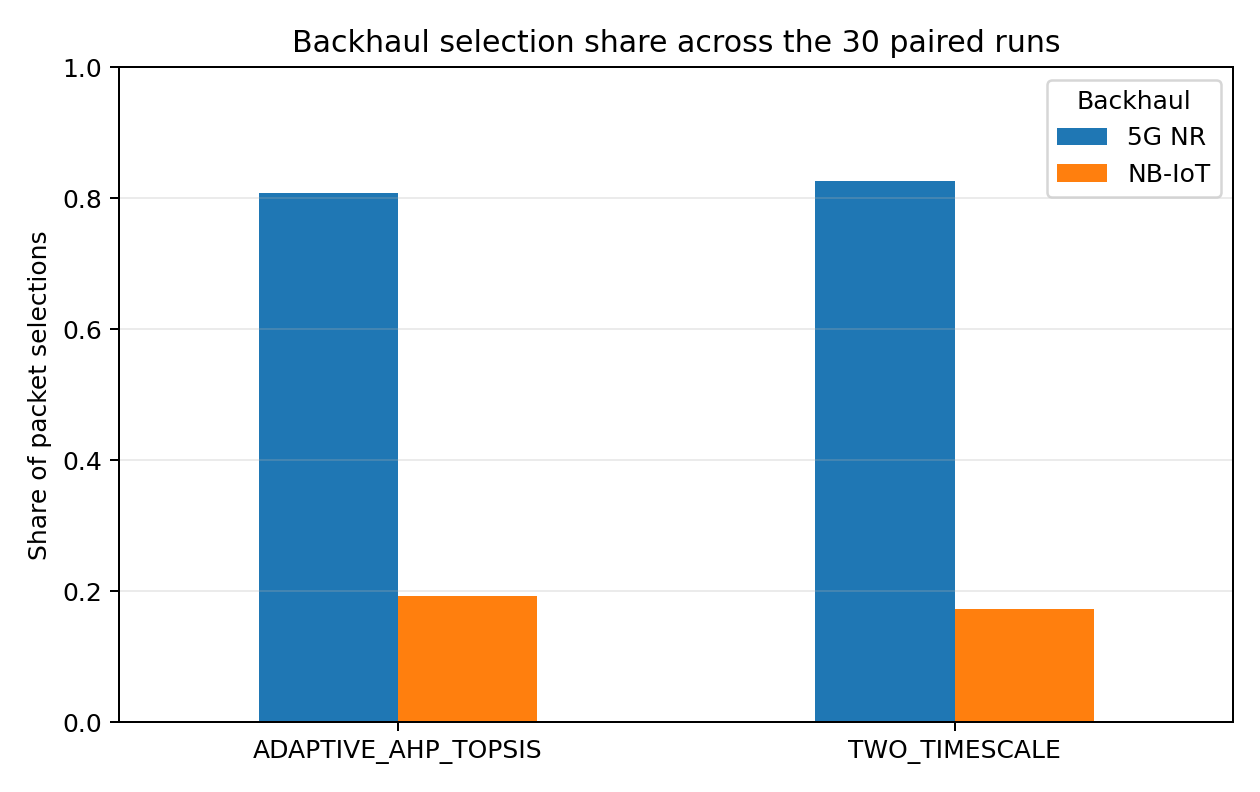 Backhaul selection share across the 30 paired runs
1.0
0.8
0.6
0.4
0.2
0.0
Share of packet selections
Backhaul
5G NR
NB-IoT
ADAPTIVE_AHP_TOPSIS
TWO_TIMESCALE